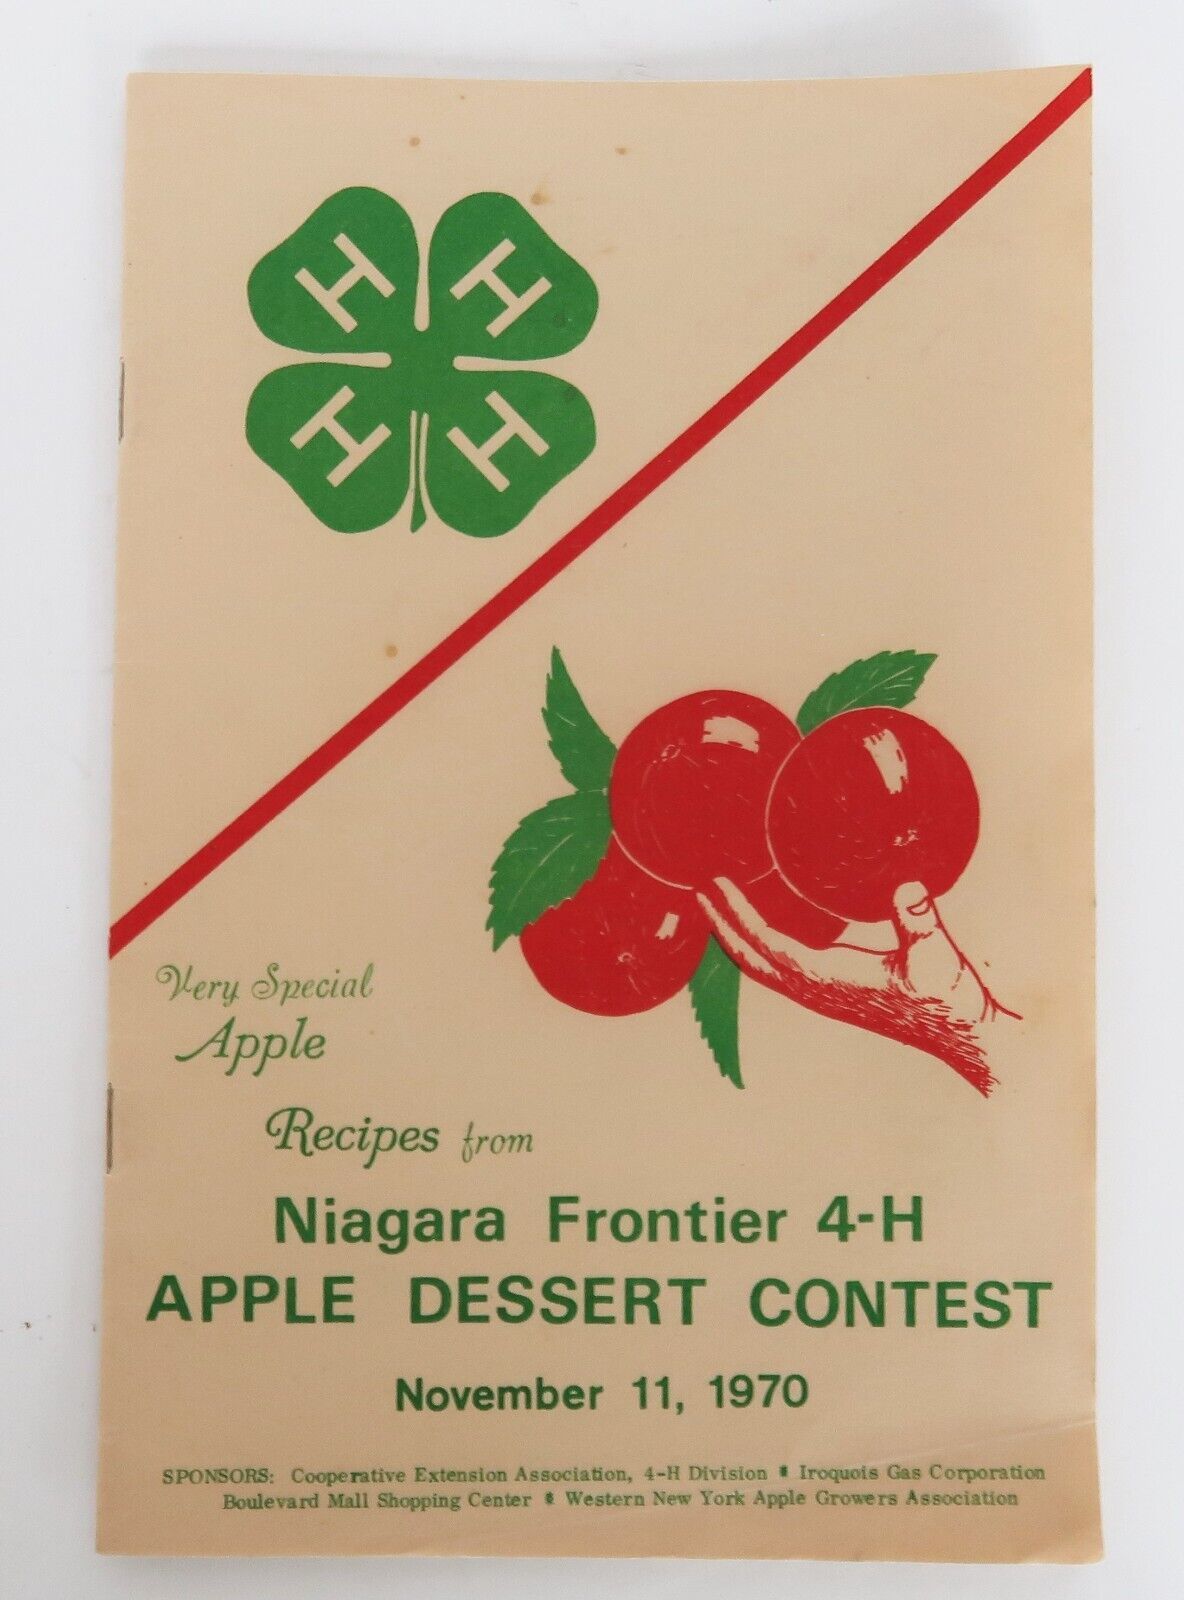 H H
H H
Very Special
Apple
Recipes from
Niagara Frontier 4-H
APPLE DESSERT CONTEST
November 11, 1970
SPONSORS: Cooperative Extension Association, 4-H Division * Iroquois Gas Corporation
Boulevard Mall Shopping Center * Western New York Apple Growers Association